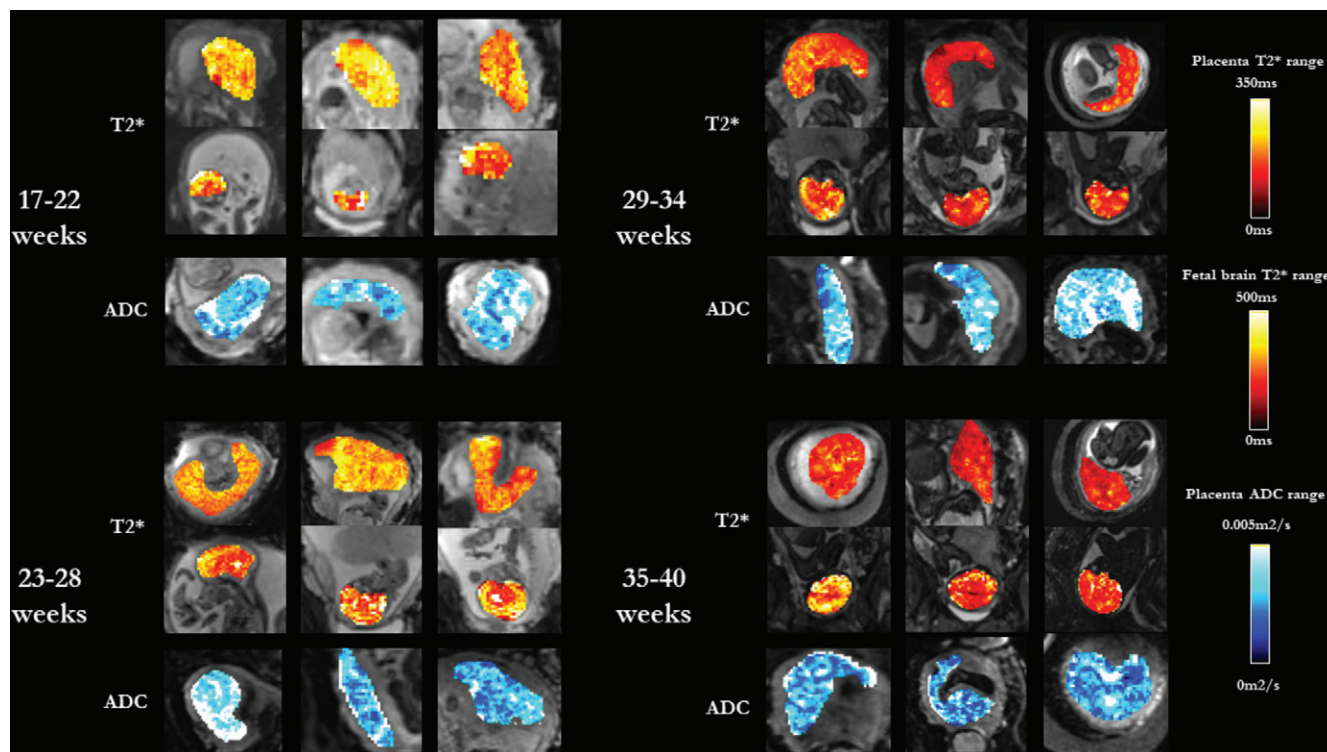 T2*
17-22
weeks
ADC
T2*
29-34
weeks
ADC
T2*
23-28
weeks
ADC
T2*
35-40
weeks
ADC
Placenta T2* range
350ms
0ms
Fetal brain T2* range
500ms
0ms
Placenta ADC range
0.005m2/s
0m2/s